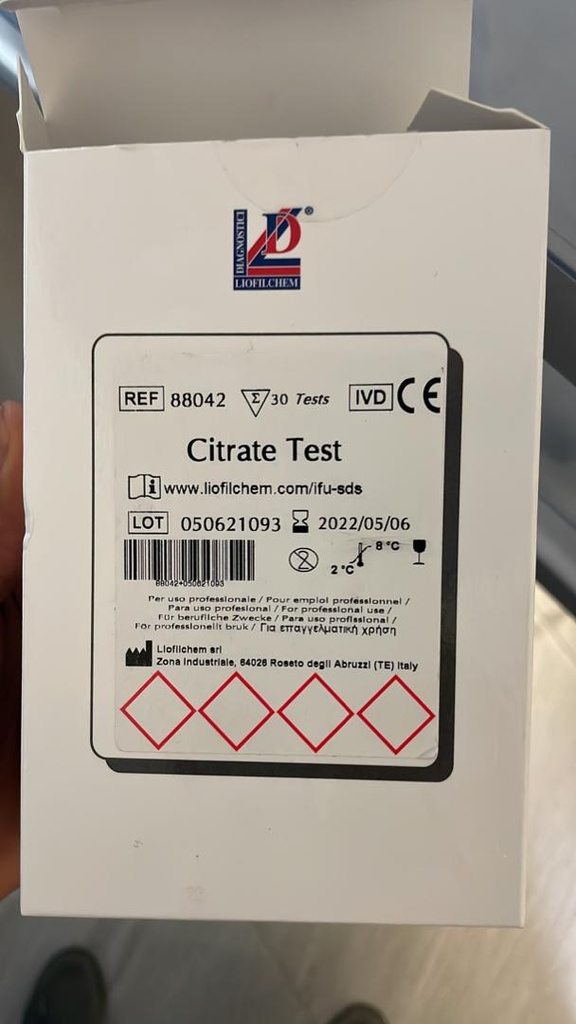 DIAGNOSTICI
LD®
LIOFILCHEM
REF 88042 Σ 30 Tests IVD CE
Citrate Test
i www.liofilchem.com/ifu-sds
LOT 050621093 2022/05/06
88042+050621093
2 2 °C 8 °C
Per uso professionale / Pour emploi professionnel /
Para uso profesional / For professional use /
Für berufliche Zwecke / Para uso profissional /
För professionellt bruk / Για επαγγελματική χρήση
Liofilchem srl
Zona Industriale, 64026 Roseto degli Abruzzi (TE) Italy